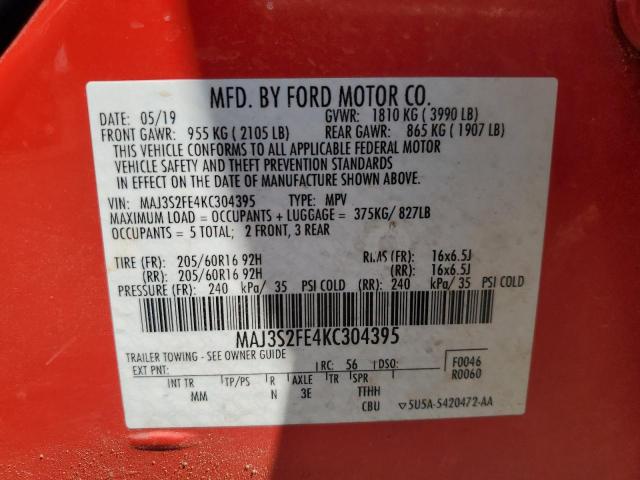 MFD. BY FORD MOTOR CO.
DATE: 05/19 GVWR: 1810 KG ( 3990 LB)
FRONT GAWR: 955 KG ( 2105 LB) REAR GAWR: 865 KG ( 1907 LB)
THIS VEHICLE CONFORMS TO ALL APPLICABLE FEDERAL MOTOR
VEHICLE SAFETY AND THEFT PREVENTION STANDARDS
IN EFFECT ON THE DATE OF MANUFACTURE SHOWN ABOVE.
VIN: MAJ3S2FE4KC304395 TYPE: MPV
MAXIMUM LOAD = OCCUPANTS + LUGGAGE = 375KG/ 827LB
OCCUPANTS = 5 TOTAL; 2 FRONT, 3 REAR
TIRE (FR): 205/60R16 92H RIMS (FR): 16x6.5J
(RR): 205/60R16 92H (RR): 16x6.5J
PRESSURE (FR): 240 kPa/ 35 PSI COLD (RR): 240 kPa/ 35 PSI COLD
MAJ3S2FE4KC304395
TRAILER TOWING - SEE OWNER GUIDE
EXT PNT: RC: 56 DSO: F0046
R0060
INT TR TP/PS R AXLE TR SPR
MM N 3E TTHH
CBU ▽5U5A-5420472-AA